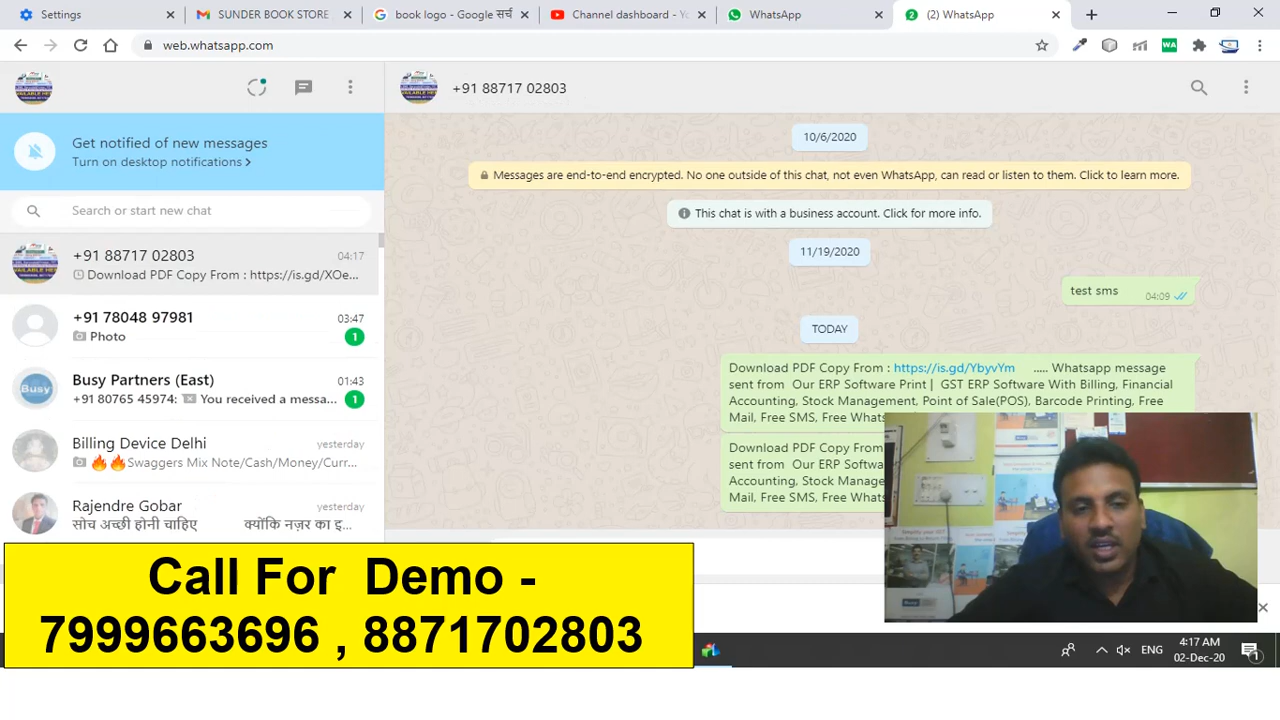 Settings
SUNDER BOOK STORE
book logo - Google सर्च
Channel dashboard - Yo
WhatsApp
(2) WhatsApp
web.whatsapp.com
WA
+91 88717 02803
Get notified of new messages
Turn on desktop notifications >
Search or start new chat
+91 88717 02803
04:17
Download PDF Copy From : https://is.gd/XOe...
+91 78048 97981
03:47
Photo
1
Busy Partners (East)
01:43
+91 80765 45974: You received a messa...
1
Billing Device Delhi
yesterday
🔥🔥Swaggers Mix Note/Cash/Money/Curr...
Rajendre Gobar
yesterday
सोच अच्छी होनी चाहिए क्योंकि नज़र का इ...
10/6/2020
Messages are end-to-end encrypted. No one outside of this chat, not even WhatsApp, can read or listen to them. Click to learn more.
This chat is with a business account. Click for more info.
11/19/2020
test sms
04:09
TODAY
Download PDF Copy From : https://is.gd/YbyvYm ..... Whatsapp message
sent from Our ERP Software Print | GST ERP Software With Billing, Financial
Accounting, Stock Management, Point of Sale(POS), Barcode Printing, Free
Mail, Free SMS, Free Whats
Download PDF Copy From
sent from Our ERP Softwa
Accounting, Stock Manage
Mail, Free SMS, Free Whats
Call For Demo -
7999663696 , 8871702803
ENG
4:17 AM
02-Dec-20
1